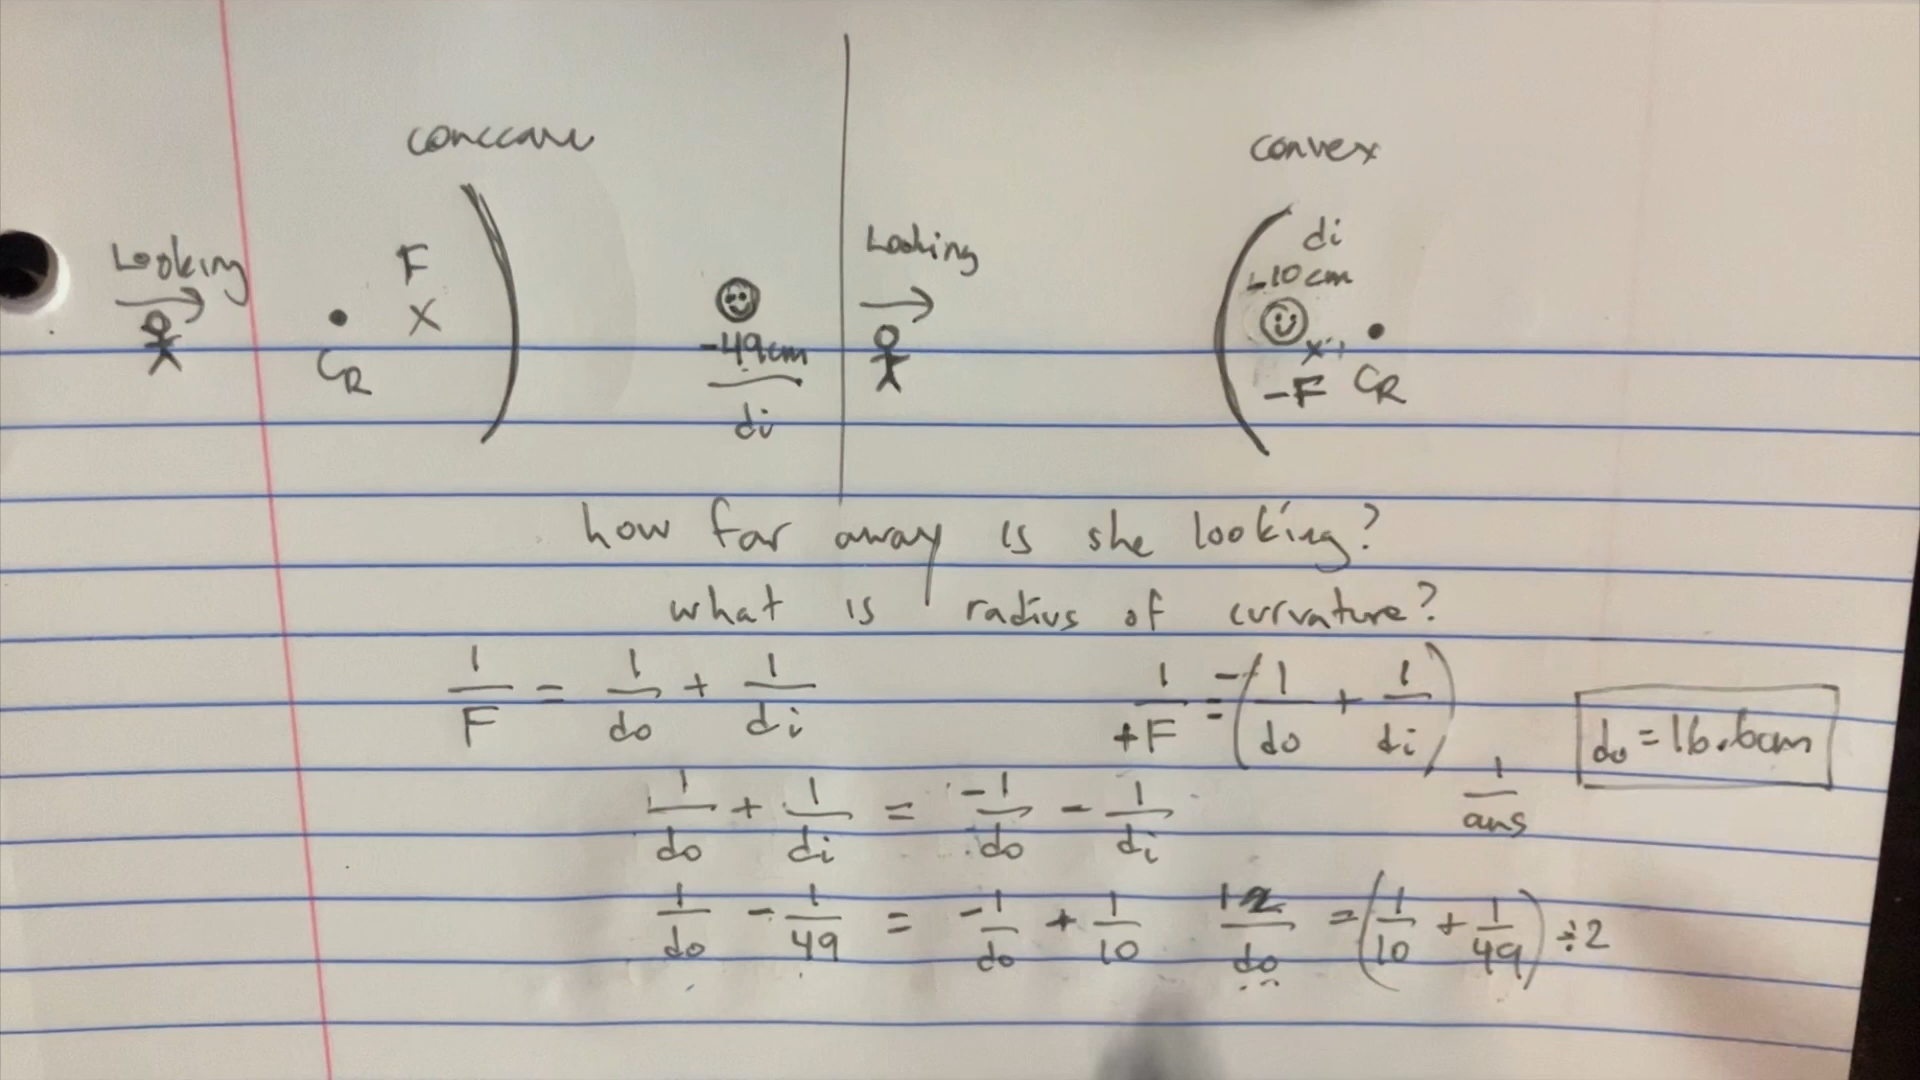 conccave
Looking
F
X
CR
-49cm
di
Looking
convex
di
-10cm
x
-F CR
how far away is she looking?
what is radius of curvature?
1/F = 1/do + 1/di
1/+F = -(1/do + 1/di)
do = 16.6cm
1/do + 1/di = -1/do - 1/di
1/ans
1/do - 1/49 = -1/do + 1/10
12/do = (1/10 + 1/49) ÷2